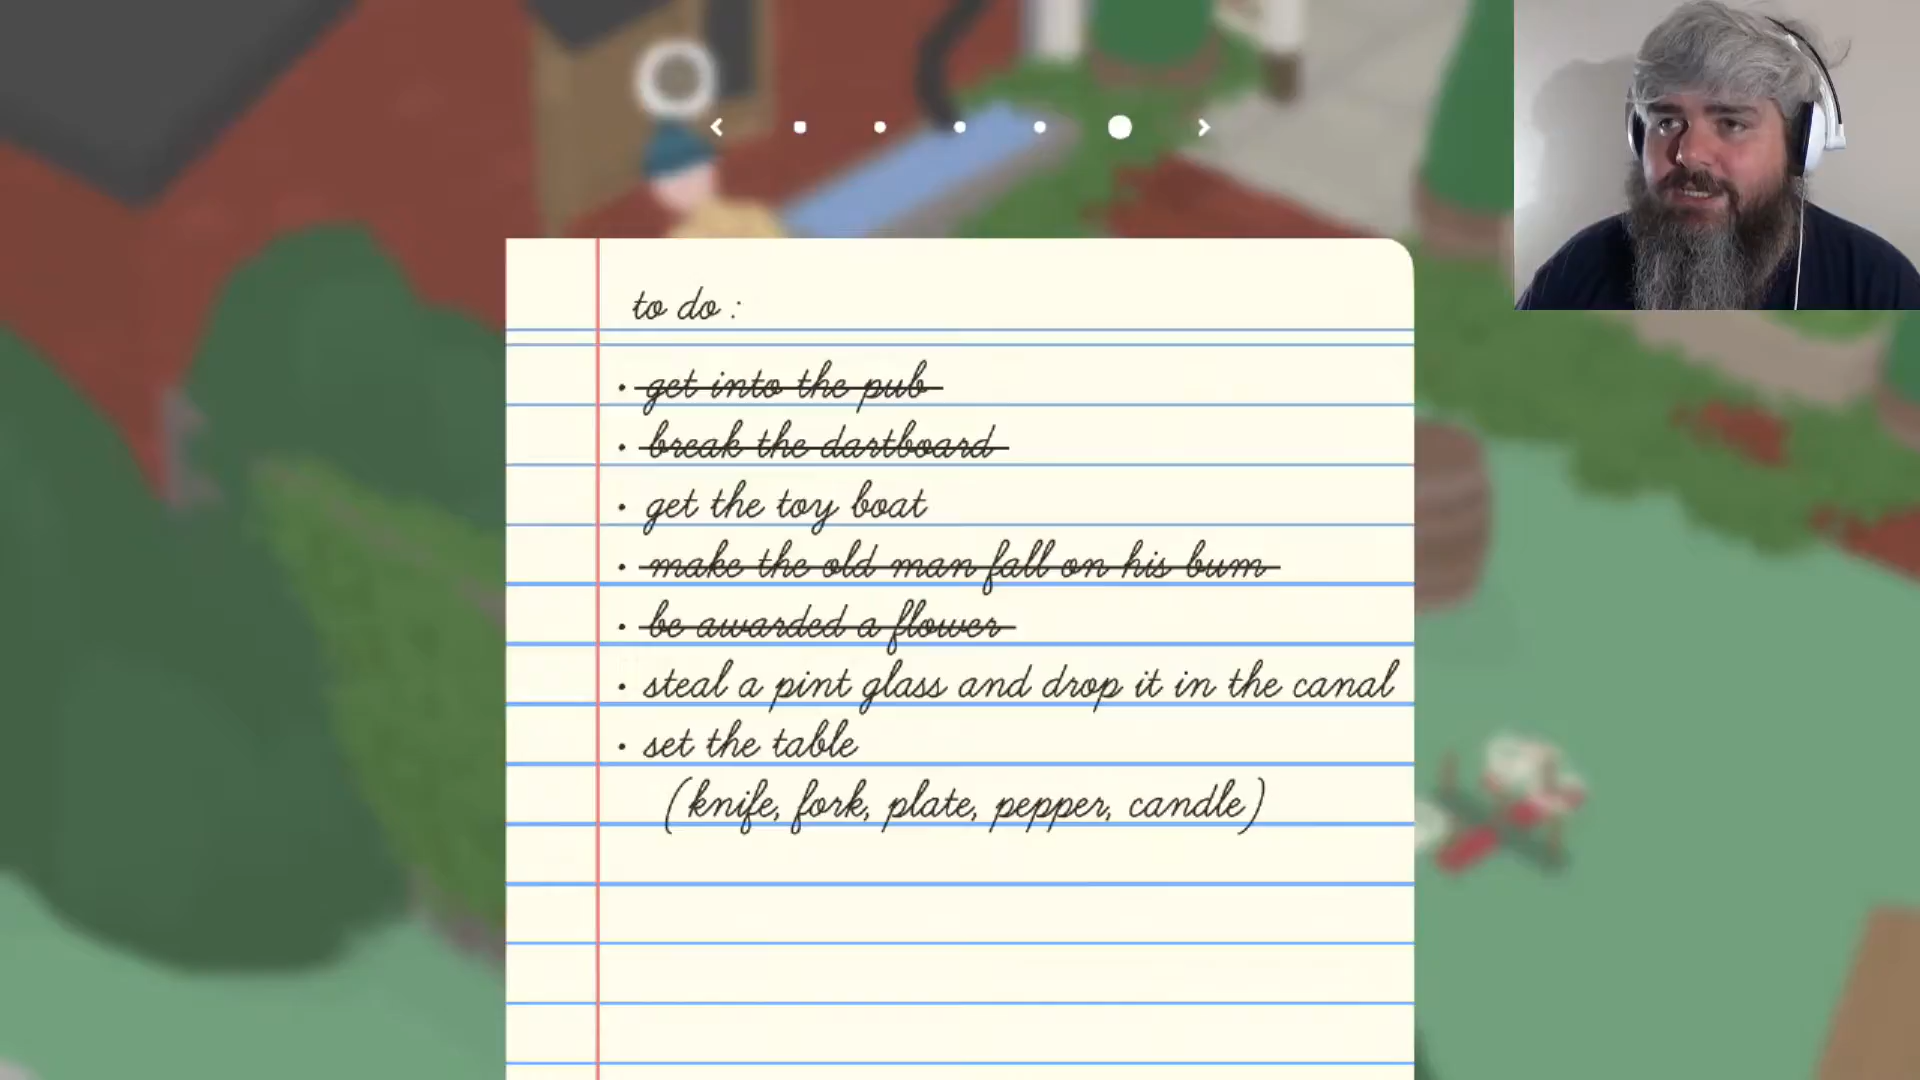 to do :
• get into the pub
• break the dartboard
• get the toy boat
• make the old man fall on his bum
• be awarded a flower
• steal a pint glass and drop it in the canal
• set the table
(knife, fork, plate, pepper, candle)